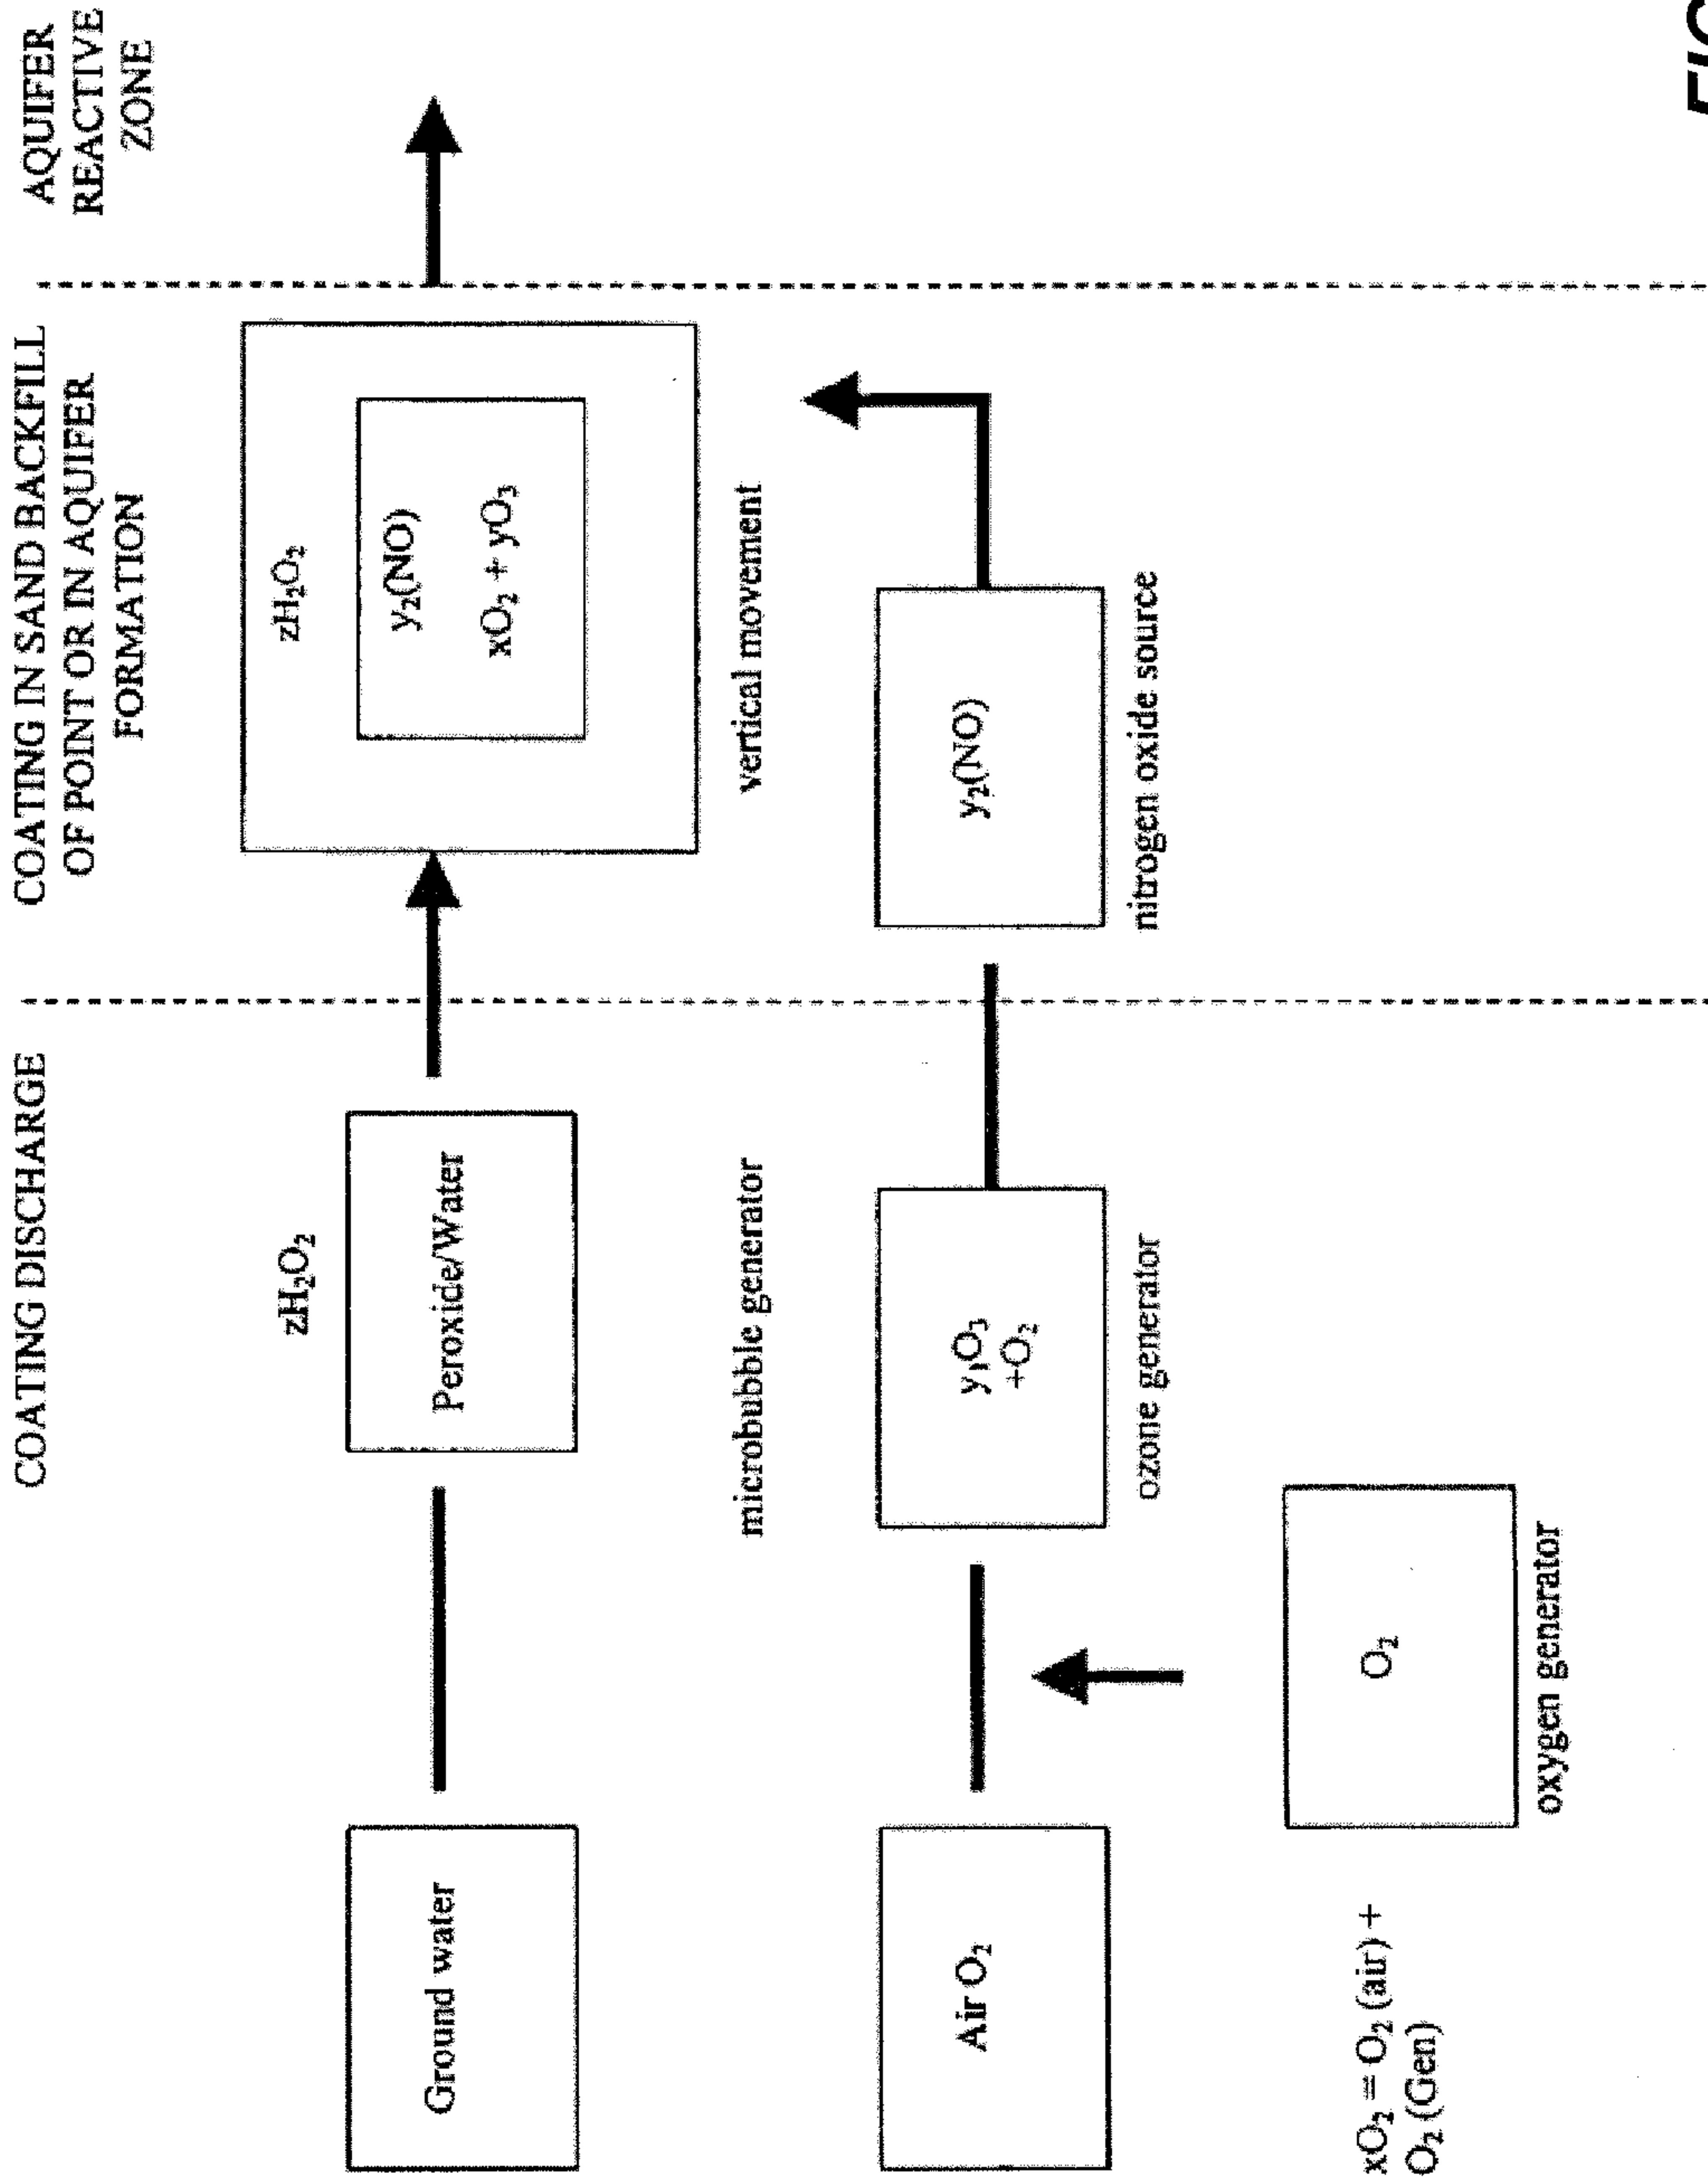 COATING DISCHARGE
COATING IN SAND BACKFILL
OF POINT OR IN AQUIFER
FORMATION
AQUIFER
REACTIVE
ZONE
zH₂O₂
Ground water
Peroxide/Water
zH₂O₂
y₂(NO)
xO₂ + yO₃
microbubble generator
vertical movement
Air O₂
y₁O₃
+O₂
y₂(NO)
ozone generator
nitrogen oxide source
xO₂ = O₂ (air) +
O₂ (Gen)
O₂
oxygen generator